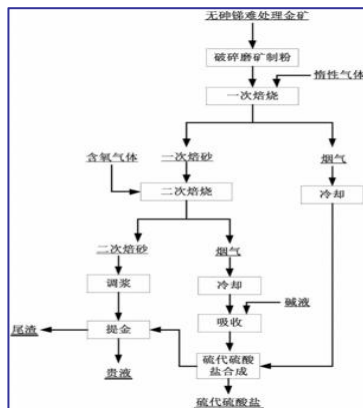 无砷锑难处理金矿
破碎磨矿制粉
惰性气体
一次焙烧
含氧气体
一次焙砂
烟气
二次焙烧
冷却
二次焙砂
烟气
调浆
冷却
碱液
尾渣
提金
吸收
贵液
硫代硫酸
盐合成
硫代硫酸盐